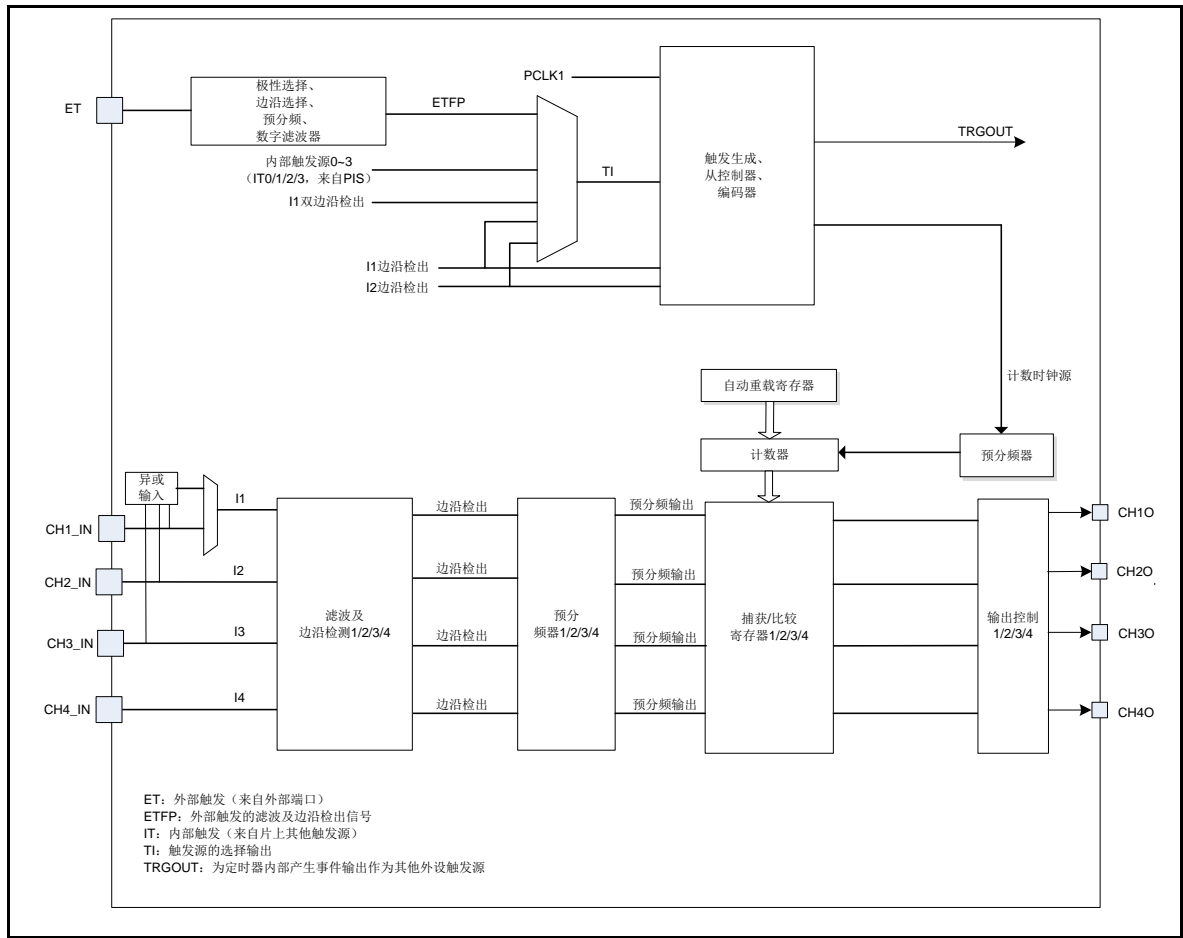 PCLK1
极性选择、
边沿选择、
预分频、
数字滤波器
ET
ETFP
TRGOUT
内部触发源0~3
（IT0/1/2/3，来自PIS）
TI
触发生成、
从控制器、
编码器
I1双边沿检出
I1边沿检出
I2边沿检出
自动重载寄存器
计数时钟源
计数器
预分频器
异或
输入
I1
边沿检出
预分频输出
CH1_IN
CH1O
I2
边沿检出
预分频输出
CH2_IN
CH2O
滤波及
边沿检测1/2/3/4
预分
频器1/2/3/4
捕获/比较
寄存器1/2/3/4
输出控制
1/2/3/4
I3
边沿检出
预分频输出
CH3_IN
CH3O
I4
边沿检出
预分频输出
CH4_IN
CH4O
ET：外部触发（来自外部端口）
ETFP：外部触发的滤波及边沿检出信号
IT：内部触发（来自片上其他触发源）
TI：触发源的选择输出
TRGOUT：为定时器内部产生事件输出作为其他外设触发源